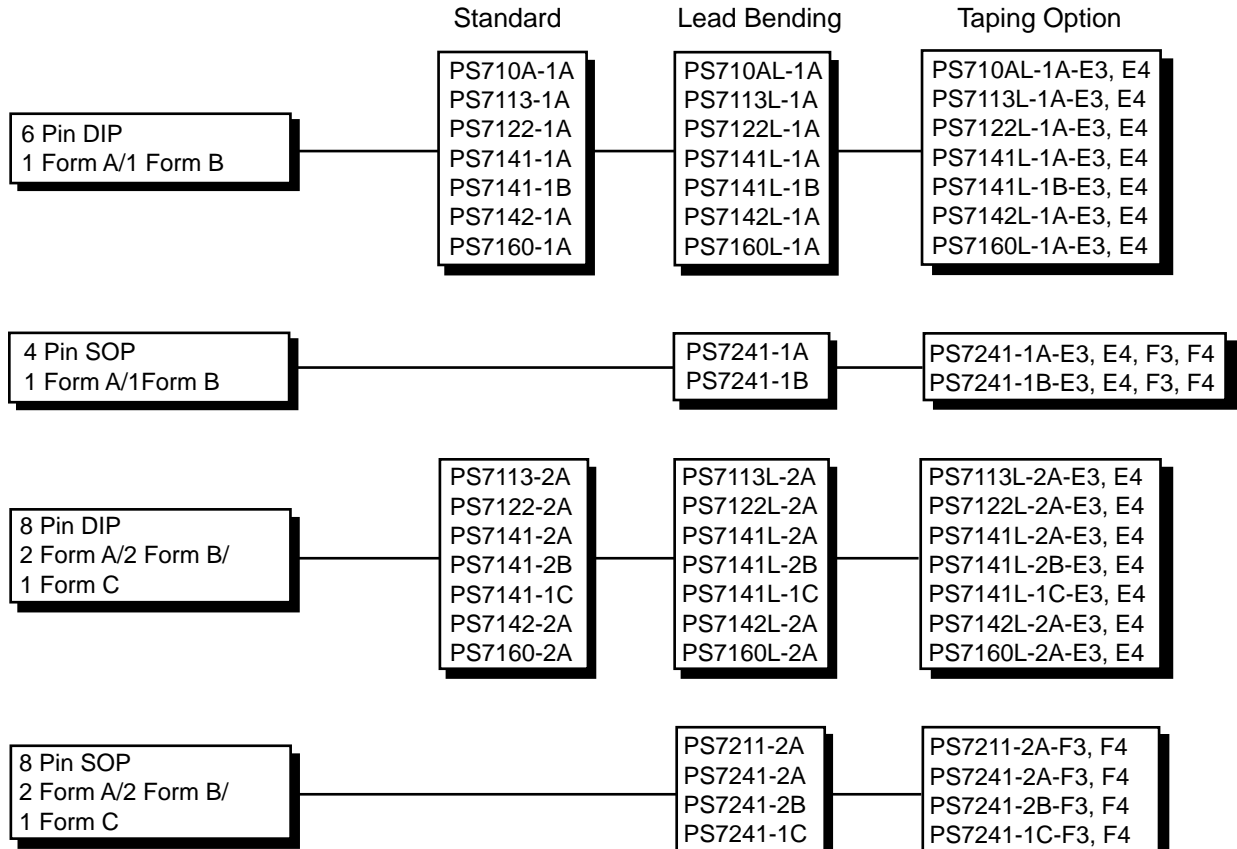 Standard
Lead Bending
Taping Option
6 Pin DIP
1 Form A/1 Form B
PS710A-1A
PS7113-1A
PS7122-1A
PS7141-1A
PS7141-1B
PS7142-1A
PS7160-1A
PS710AL-1A
PS7113L-1A
PS7122L-1A
PS7141L-1A
PS7141L-1B
PS7142L-1A
PS7160L-1A
PS710AL-1A-E3, E4
PS7113L-1A-E3, E4
PS7122L-1A-E3, E4
PS7141L-1A-E3, E4
PS7141L-1B-E3, E4
PS7142L-1A-E3, E4
PS7160L-1A-E3, E4
4 Pin SOP
1 Form A/1Form B
PS7241-1A
PS7241-1B
PS7241-1A-E3, E4, F3, F4
PS7241-1B-E3, E4, F3, F4
8 Pin DIP
2 Form A/2 Form B/
1 Form C
PS7113-2A
PS7122-2A
PS7141-2A
PS7141-2B
PS7141-1C
PS7142-2A
PS7160-2A
PS7113L-2A
PS7122L-2A
PS7141L-2A
PS7141L-2B
PS7141L-1C
PS7142L-2A
PS7160L-2A
PS7113L-2A-E3, E4
PS7122L-2A-E3, E4
PS7141L-2A-E3, E4
PS7141L-2B-E3, E4
PS7141L-1C-E3, E4
PS7142L-2A-E3, E4
PS7160L-2A-E3, E4
8 Pin SOP
2 Form A/2 Form B/
1 Form C
PS7211-2A
PS7241-2A
PS7241-2B
PS7241-1C
PS7211-2A-F3, F4
PS7241-2A-F3, F4
PS7241-2B-F3, F4
PS7241-1C-F3, F4